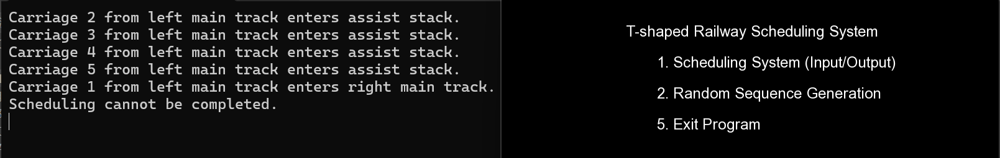 Carriage 2 from left main track enters assist stack.
Carriage 3 from left main track enters assist stack.
Carriage 4 from left main track enters assist stack.
Carriage 5 from left main track enters assist stack.
Carriage 1 from left main track enters right main track.
Scheduling cannot be completed.
T-shaped Railway Scheduling System
1. Scheduling System (Input/Output)
2. Random Sequence Generation
5. Exit Program